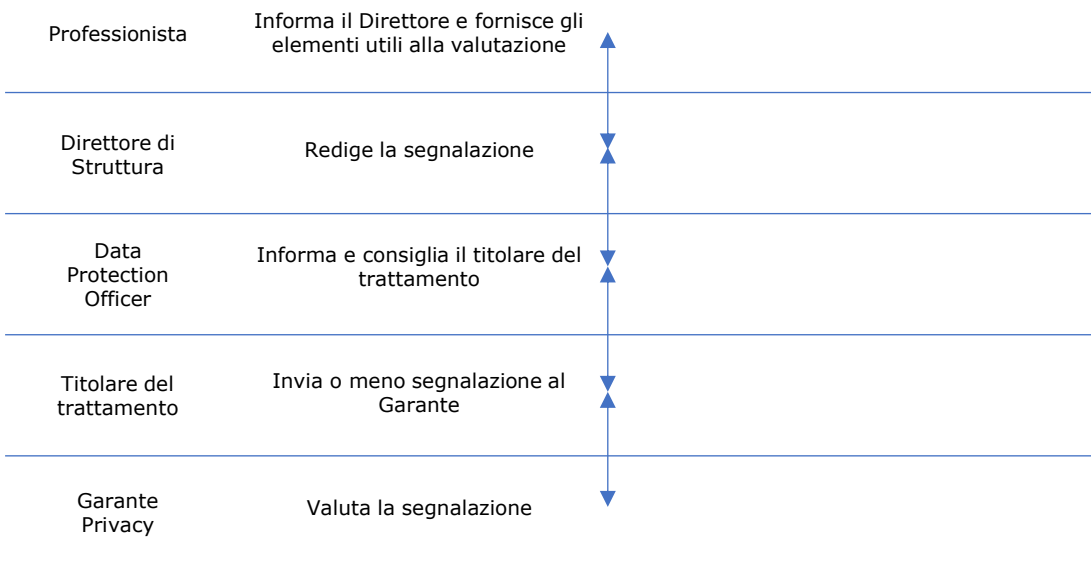 Professionista
Informa il Direttore e fornisce gli
elementi utili alla valutazione
Direttore di
Struttura
Redige la segnalazione
Data
Protection
Officer
Informa e consiglia il titolare del
trattamento
Titolare del
trattamento
Invia o meno segnalazione al
Garante
Garante
Privacy
Valuta la segnalazione